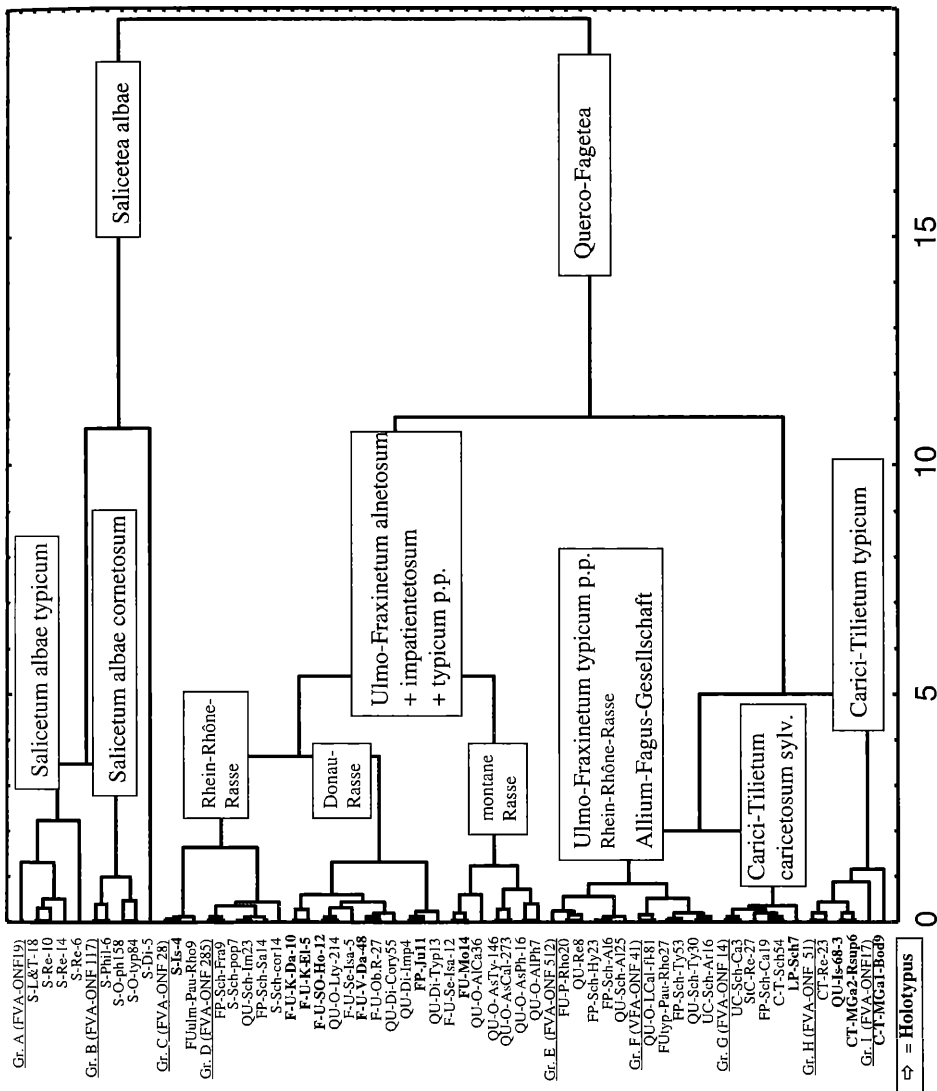 Salicetea albae
Querco-Fagetea
Salicetum albae typicum
Salicetum albae cornetosum
Ulmo-Fraxinetum alnetosum
+ impatientetosum
+ typicum p.p.
Rhein-Rhône-
Rasse
Donau-
Rasse
montane
Rasse
Ulmo-Fraxinetum typicum p.p.
Rhein-Rhône-Rasse
Allium-Fagus-Gesellschaft
Carici-Tilietum
caricetosum sylv.
Carici-Tilietum typicum
Gr. A (FVA-ONF19)
S-L&T-18
S-Re-10
S-Re-14
S-Re-6
Gr. B (FVA-ONF 117)
S-Phil-6
S-O-ph158
S-O-typ84
S-Di-5
Gr. C (FVA-ONF 28)
S-Is-4
FUulm-Pau-Rho9
Gr. D (FVA-ONF 285)
FP-Sch-Fra9
S-Sch-pop7
QU-Sch-Im23
FP-Sch-Sa14
S-Sch-cor14
F-U-K-Da-10
F-U-K-El-5
F-U-SO-Ho-12
QU-O-Lty-214
F-U-Se-Isa-5
F-U-V-Da-48
F-U-Ob.R-27
QU-Di-Cory55
QU-Di-Imp4
FP-Ju11
QU-Di-Typ13
F-U-Se-Isa-12
FU-Mo14
QU-O-AlCa36
QU-O-AsTy-146
QU-O-AsCal-273
QU-O-AsPh-116
QU-O-AlPh7
Gr. E (FVA-ONF 512)
FU-P-Rho20
QU-Re8
FP-Sch-Hy23
FP-Sch-Al6
QU-Sch-Al25
Gr. F (VFA-ONF 41)
QU-O-LCal-fr81
FUtyp-Pau-Rho27
FP-Sch-Ty53
QU-Sch-Ty30
UC-Sch-Ar16
Gr. G (FVA-ONF 14)
UC-Sch-Ca3
StC-Re-27
FP-Sch-Ca19
C-T-Sch54
LP-Sch7
Gr. H (FVA-ONF 51)
CT-Re-23
QU-Is-68-3
CT-MGa2-Rsup6
Gr. I (FVA-ONF17)
C-T-MGa1-Bod9
0
5
10
15
⇨ = Holotypus